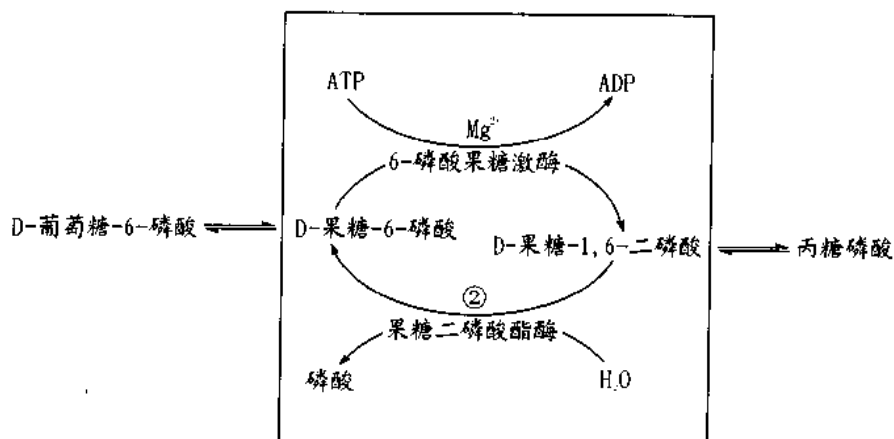 ATP
ADP
Mg²⁺
6-磷酸果糖激酶
D-葡萄糖-6-磷酸
D-果糖-6-磷酸
D-果糖-1,6-二磷酸
丙糖磷酸
②
果糖二磷酸酯酶
磷酸
H₂O